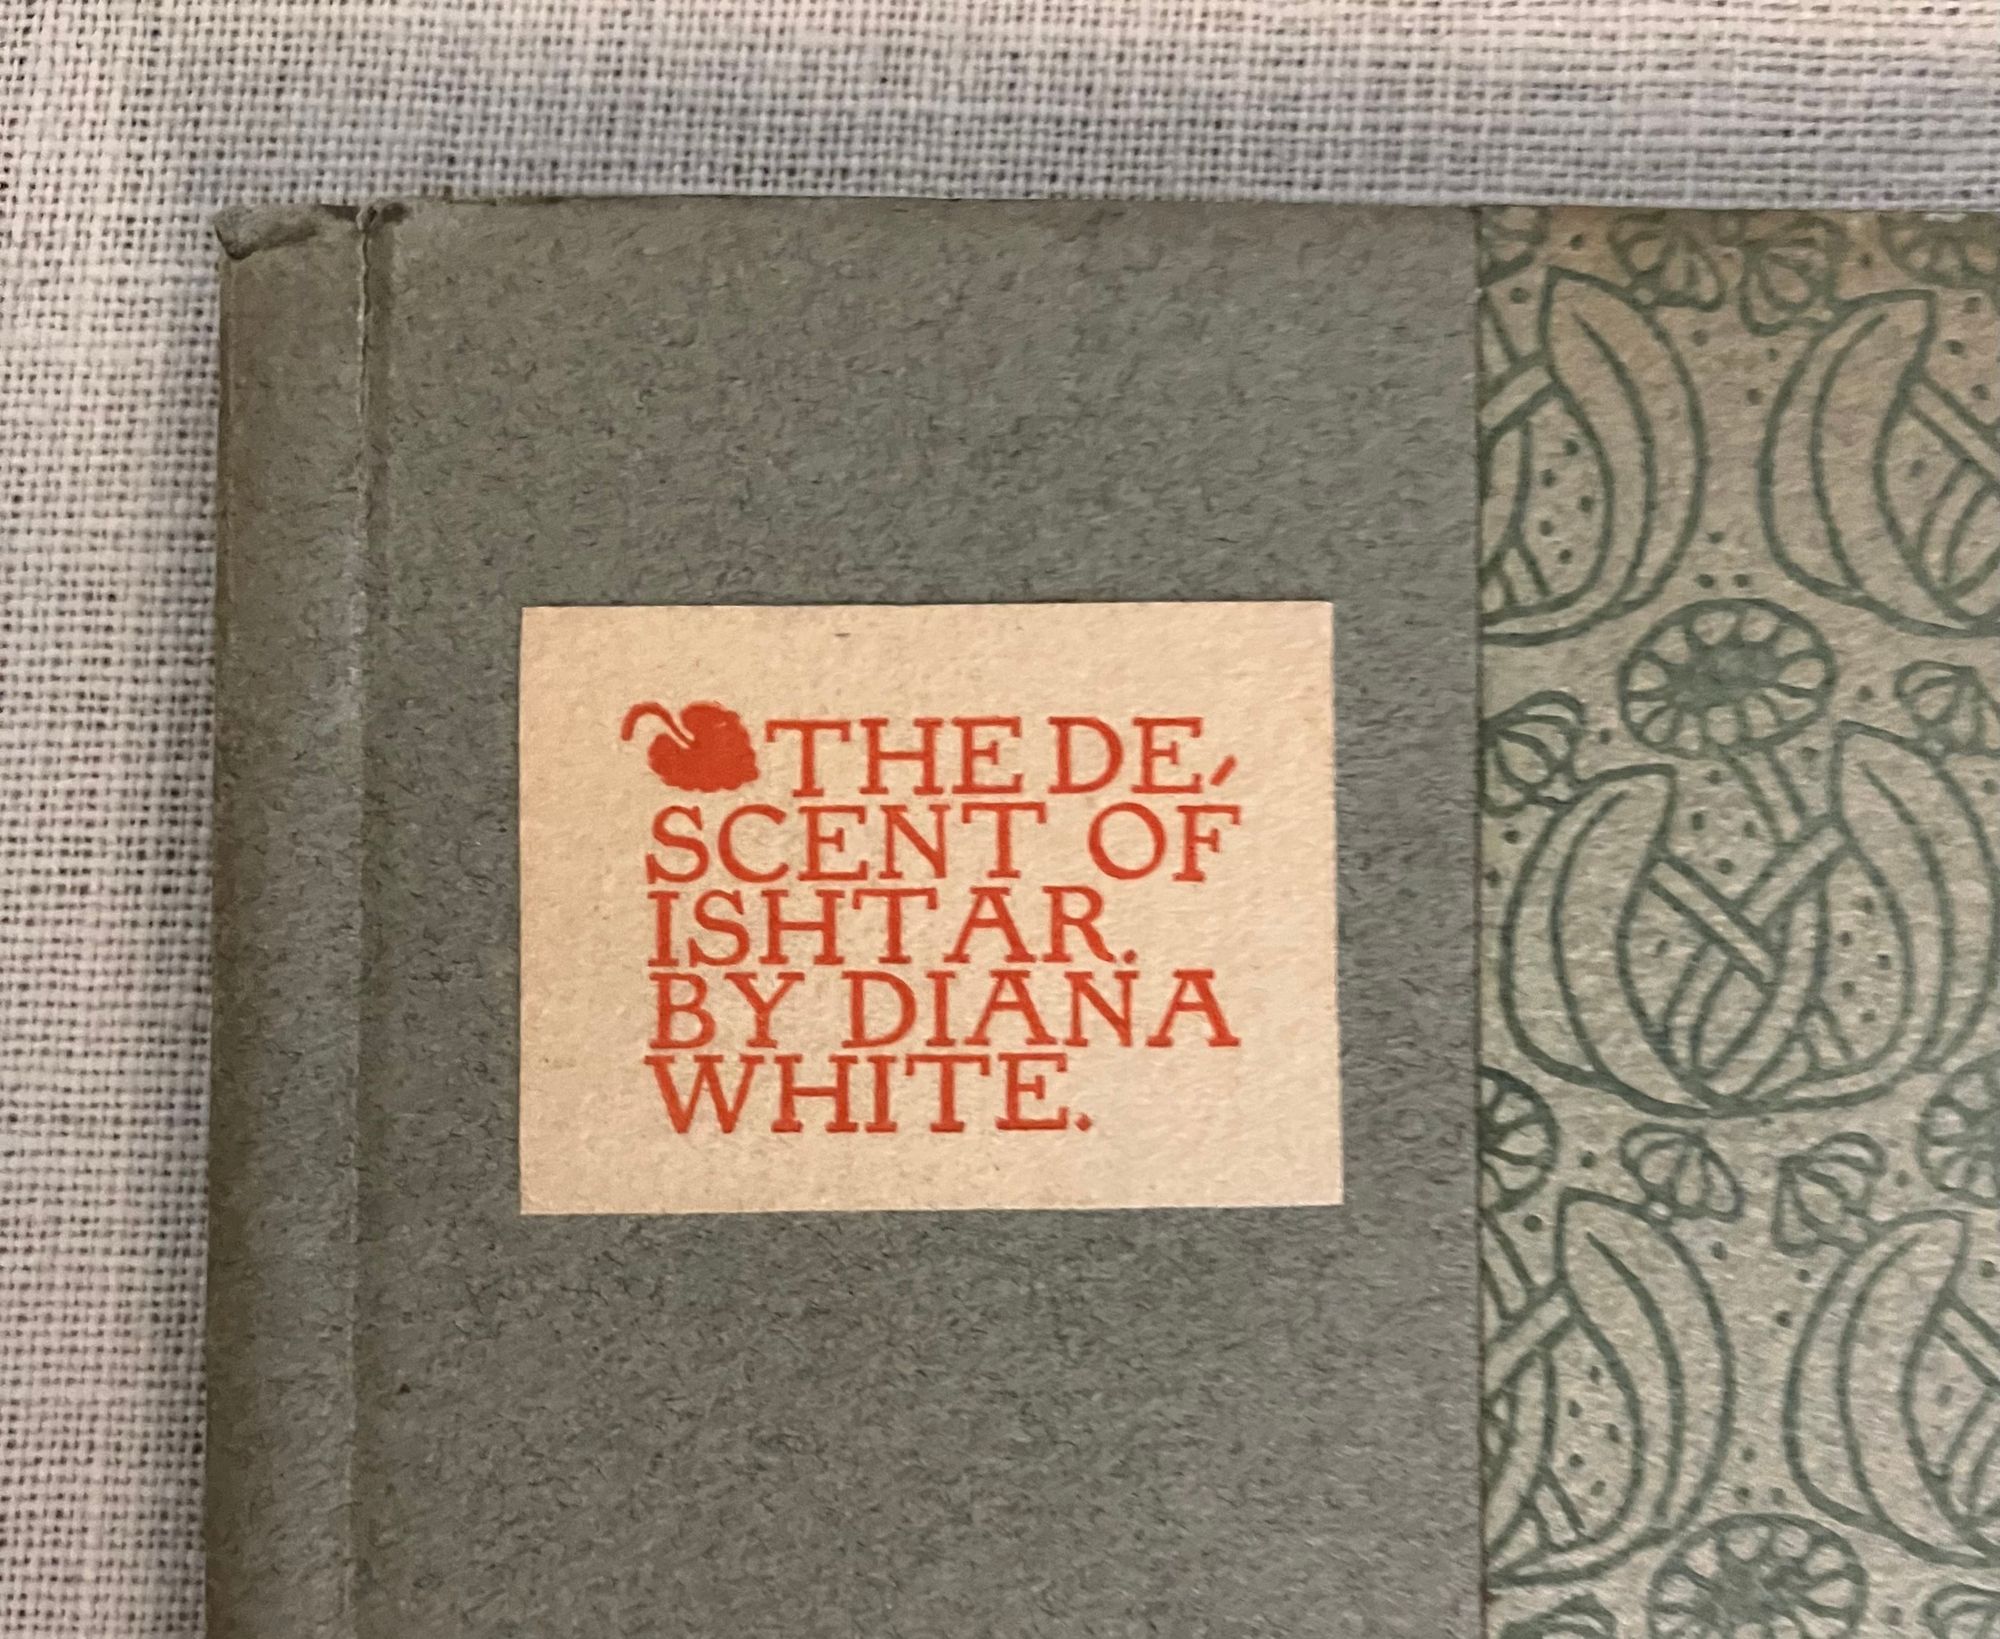 THE DE-
SCENT OF
ISHTAR.
BY DIANA
WHITE.